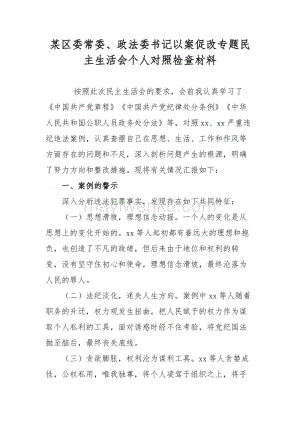 某区委常委、政法委书记以案促改专题民
主生活会个人对照检查材料
按照此次民主生活会的要求，会前我认真学习了
《中国共产党章程》《中国共产党纪律处分条例》《中华
人民共和国公职人员政务处分法》等，对照 xx、xx 严重违
纪违法案例，认真查摆自己在思想、生活、工作和作风等
方面存在的问题和不足，深入剖析问题产生的根源，明确
了努力方向和整改措施。现将有关情况汇报如下：
一、案例的警示
深入分析违法犯罪事实，发现存在如下共同特征：
（一）思想滑坡，理想信念动摇。一个人的变化是从
思想上的变化开始的。xx 等人起初都有着远大的理想和抱
负，也创造了不凡的政绩。但后来由于地位和权利的转
变，没有坚守住初心和使命，理想信念滑坡，最终沦落为
人民的罪人。
（二）法纪淡化，迷失人生方向。案例中 xx 等人随着
职务的升迁，权力观发生扭曲。把人民赋予的权力作为谋
取个人私利的工具，面对诱惑时经不住考验，将党纪国法
抛至脑后，最终丧失底线。
（三）贪欲膨胀，权利沦为谋利工具。xx 等人贪婪成
性，公权私用，唯我独尊，将个人凌驾于组织之上，将手